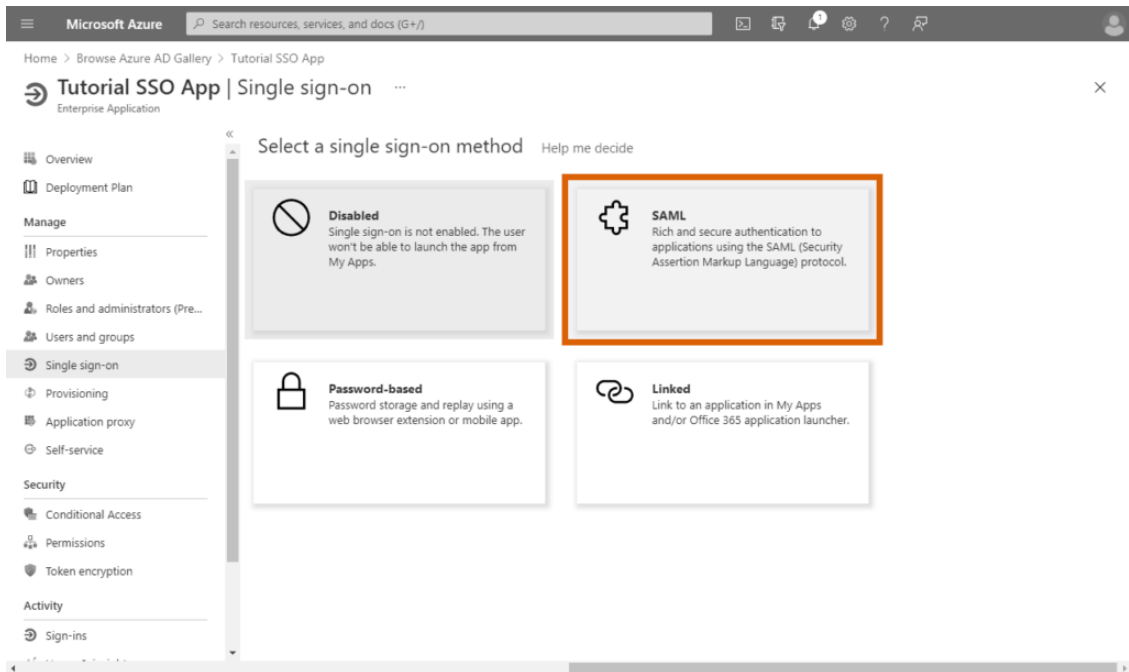 Microsoft Azure
Search resources, services, and docs (G+/)
1
Home > Browse Azure AD Gallery > Tutorial SSO App
Tutorial SSO App | Single sign-on ...
Enterprise Application
Overview
Deployment Plan
Manage
Properties
Owners
Roles and administrators (Pre...
Users and groups
Single sign-on
Provisioning
Application proxy
Self-service
Security
Conditional Access
Permissions
Token encryption
Activity
Sign-ins
Select a single sign-on method Help me decide
Disabled
Single sign-on is not enabled. The user
won't be able to launch the app from
My Apps.
SAML
Rich and secure authentication to
applications using the SAML (Security
Assertion Markup Language) protocol.
Password-based
Password storage and replay using a
web browser extension or mobile app.
Linked
Link to an application in My Apps
and/or Office 365 application launcher.